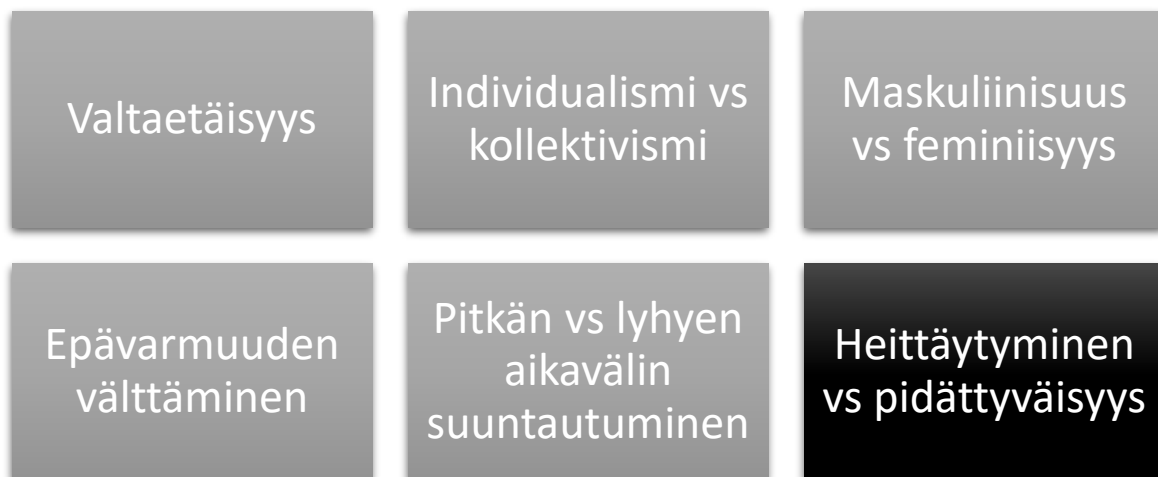 Valtaetäisyys
Individualismi vs
kollektivismi
Maskuliinisuus
vs feminiisyys
Epävarmuuden
välttäminen
Pitkän vs lyhyen
aikavälin
suuntautuminen
Heittäytyminen
vs pidättyväisyys